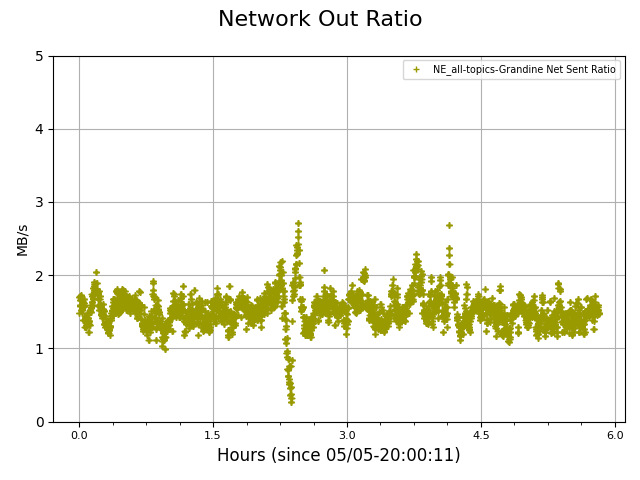 Network Out Ratio
NE_all-topics-Grandine Net Sent Ratio
MB/s
5
4
3
2
1
0
0.0 1.5 3.0 4.5 6.0
Hours (since 05/05-20:00:11)